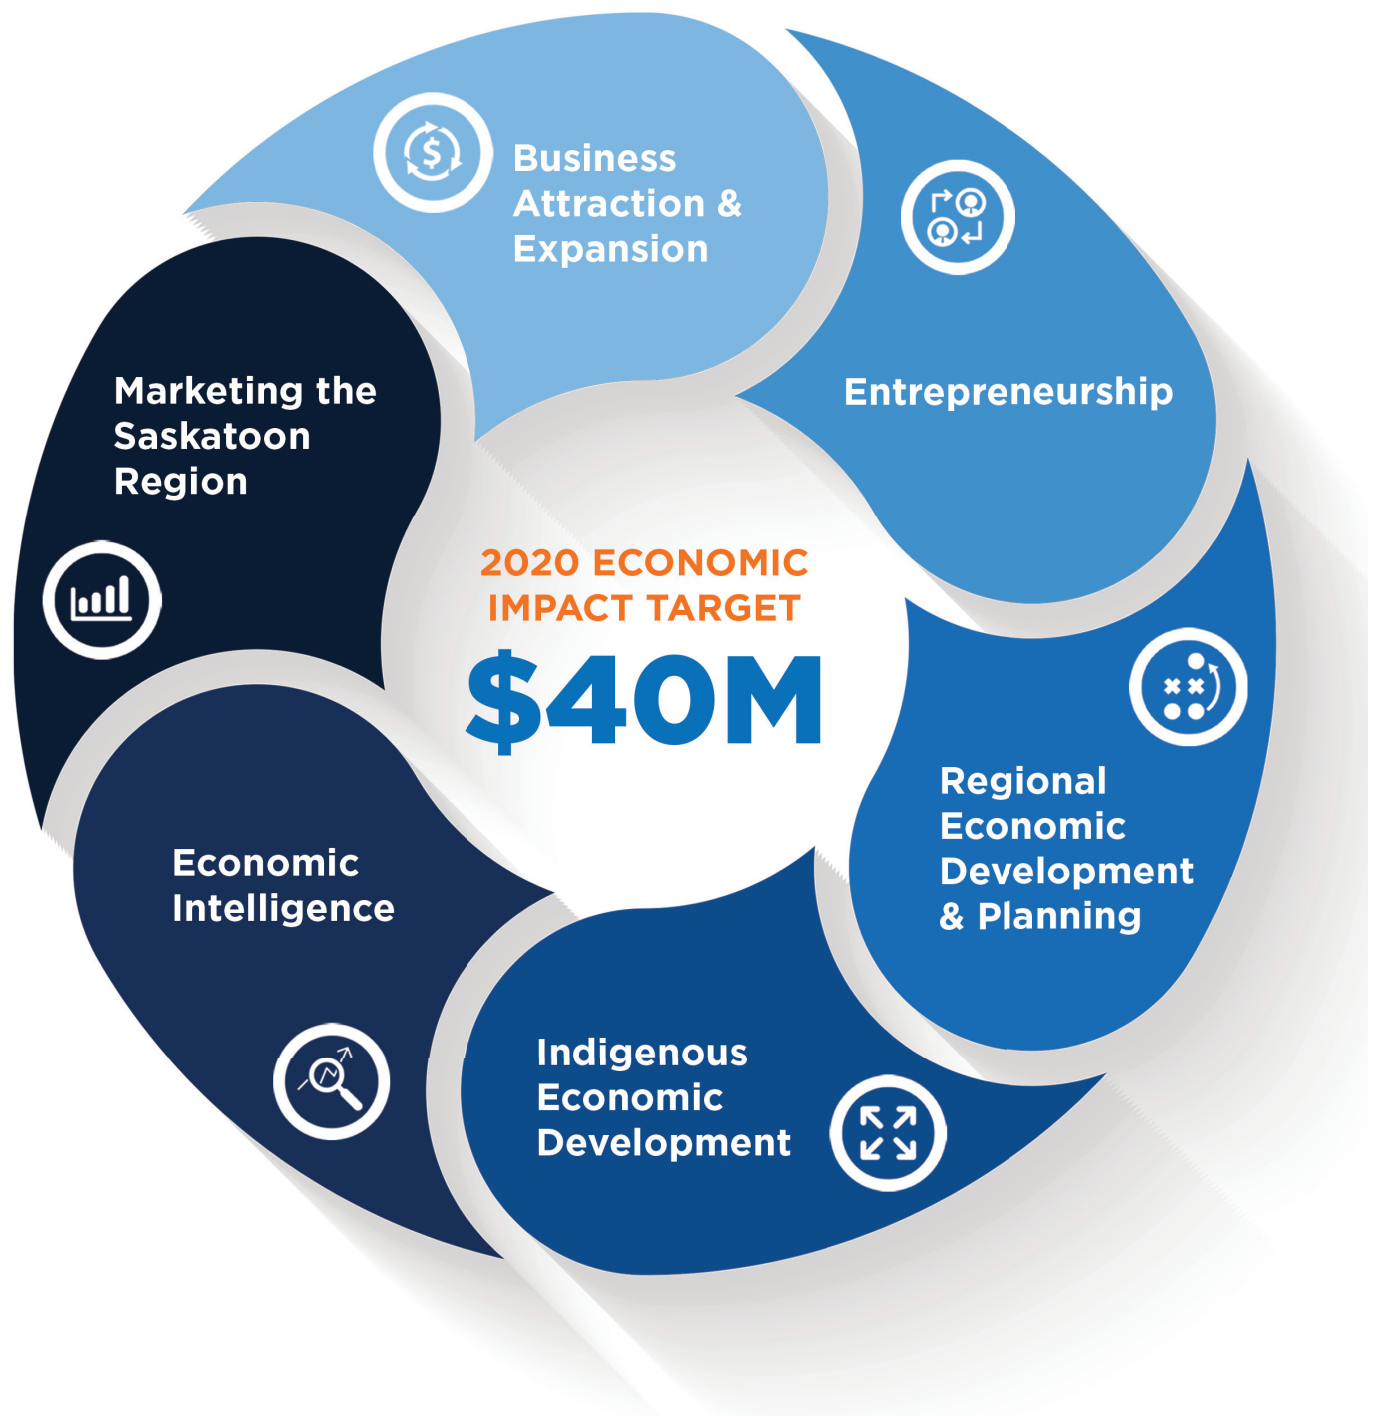 Business
Attraction &
Expansion
Entrepreneurship
Regional
Economic
Development
& Planning
Indigenous
Economic
Development
Economic
Intelligence
Marketing the
Saskatoon
Region
2020 ECONOMIC
IMPACT TARGET
$40M
$